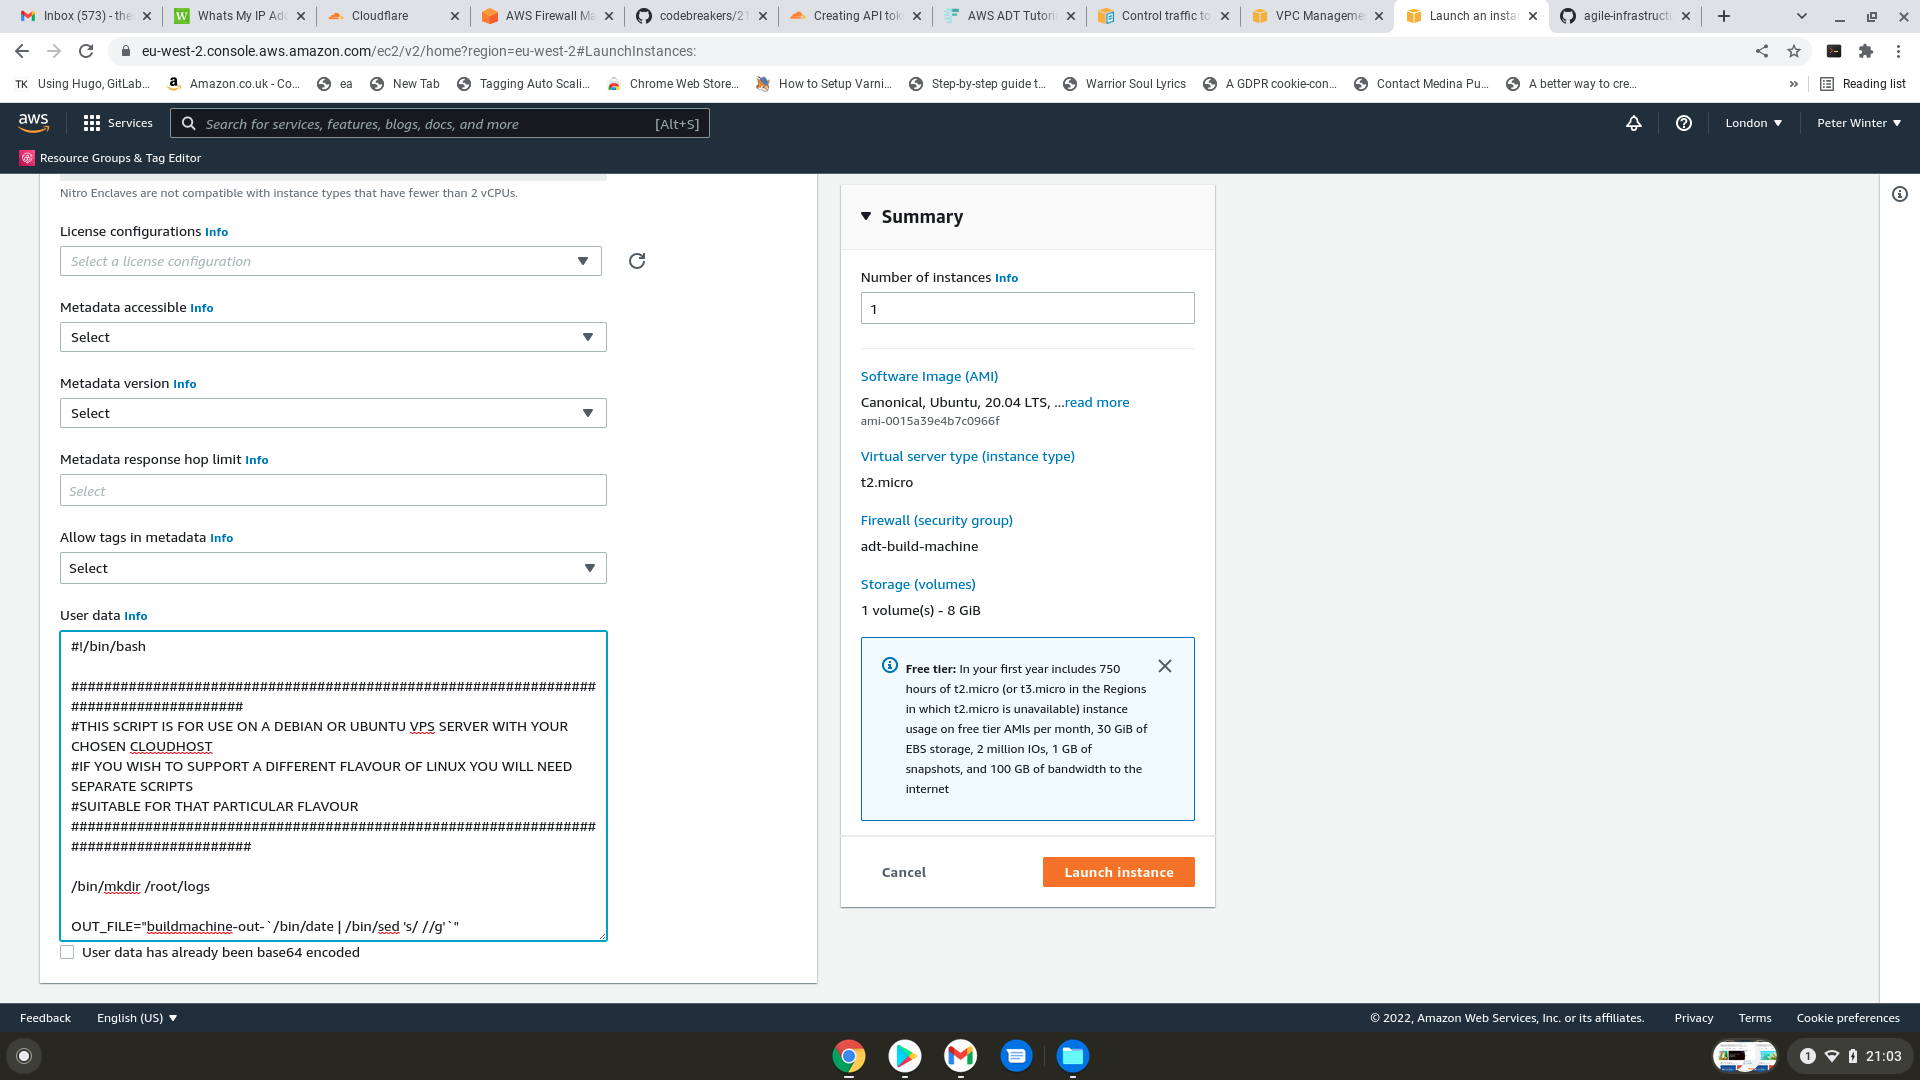 Inbox (573) - the
Whats My IP Ad
Cloudflare
AWS Firewall M
codebreakers/21
Creating API tok
AWS ADT Tutori
Control traffic to
VPC Manageme
Launch an insta
agile-infrastruct
eu-west-2.console.aws.amazon.com/ec2/v2/home?region=eu-west-2#LaunchInstances:
TK Using Hugo, GitLab...
Amazon.co.uk - Co...
ea
New Tab
Tagging Auto Scali...
Chrome Web Store...
How to Setup Varni...
Step-by-step guide t...
Warrior Soul Lyrics
A GDPR cookie-con...
Contact Medina Pu...
A better way to cre...
»
Reading list
aws
Services
Search for services, features, blogs, docs, and more [Alt+S]
London
Peter Winter
Resource Groups & Tag Editor
Nitro Enclaves are not compatible with instance types that have fewer than 2 vCPUs.
License configurations Info
Select a license configuration
Metadata accessible Info
Select
Metadata version Info
Select
Metadata response hop limit Info
Select
Allow tags in metadata Info
Select
User data Info
#!/bin/bash
################################################################
#####################
#THIS SCRIPT IS FOR USE ON A DEBIAN OR UBUNTU VPS SERVER WITH YOUR
CHOSEN CLOUDHOST
#IF YOU WISH TO SUPPORT A DIFFERENT FLAVOUR OF LINUX YOU WILL NEED
SEPARATE SCRIPTS
#SUITABLE FOR THAT PARTICULAR FLAVOUR
################################################################
######################
/bin/mkdir /root/logs
OUT_FILE="buildmachine-out-`/bin/date | /bin/sed 's/ //g'`"
User data has already been base64 encoded
Summary
Number of instances Info
1
Software Image (AMI)
Canonical, Ubuntu, 20.04 LTS, ...read more
ami-0015a39e4b7c0966f
Virtual server type (instance type)
t2.micro
Firewall (security group)
adt-build-machine
Storage (volumes)
1 volume(s) - 8 GiB
Free tier: In your first year includes 750
hours of t2.micro (or t3.micro in the Regions
in which t2.micro is unavailable) instance
usage on free tier AMIs per month, 30 GiB of
EBS storage, 2 million IOs, 1 GB of
snapshots, and 100 GB of bandwidth to the
internet
Cancel
Launch instance
Feedback
English (US)
© 2022, Amazon Web Services, Inc. or its affiliates.
Privacy
Terms
Cookie preferences
1
21:03